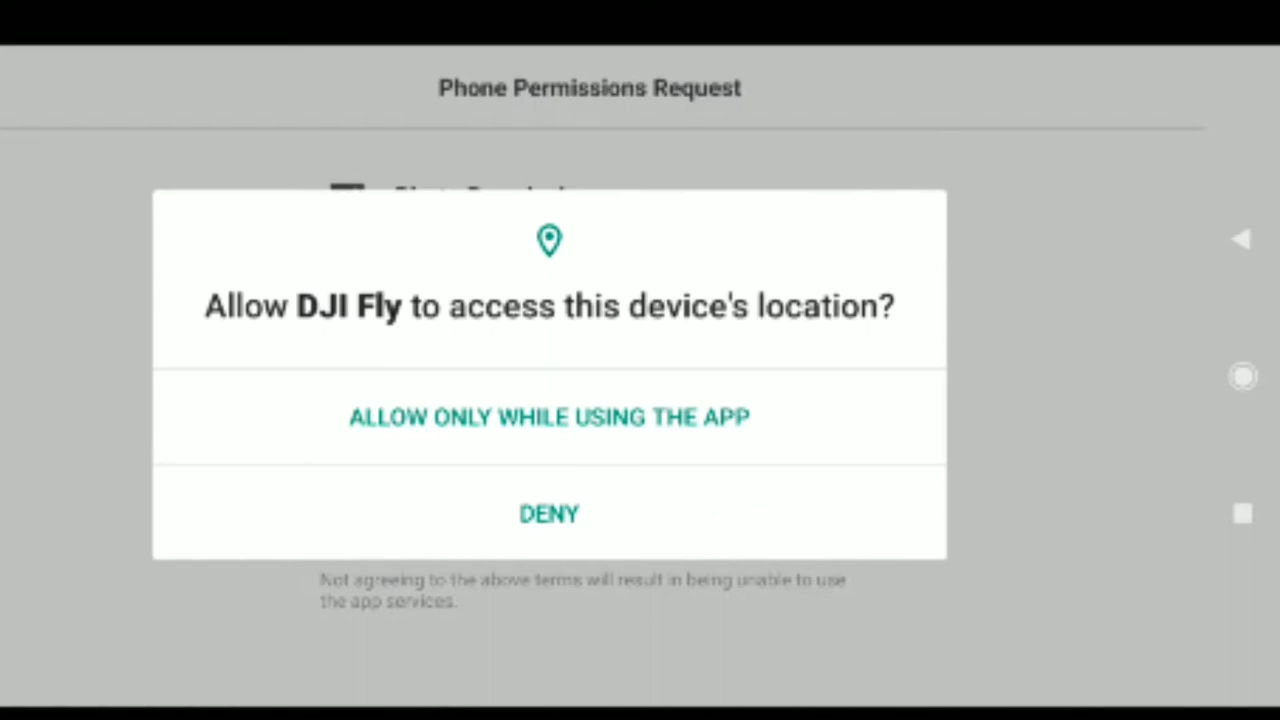 Phone Permissions Request
Allow DJI Fly to access this device's location?
ALLOW ONLY WHILE USING THE APP
DENY
Not agreeing to the above terms will result in being unable to use
the app services.